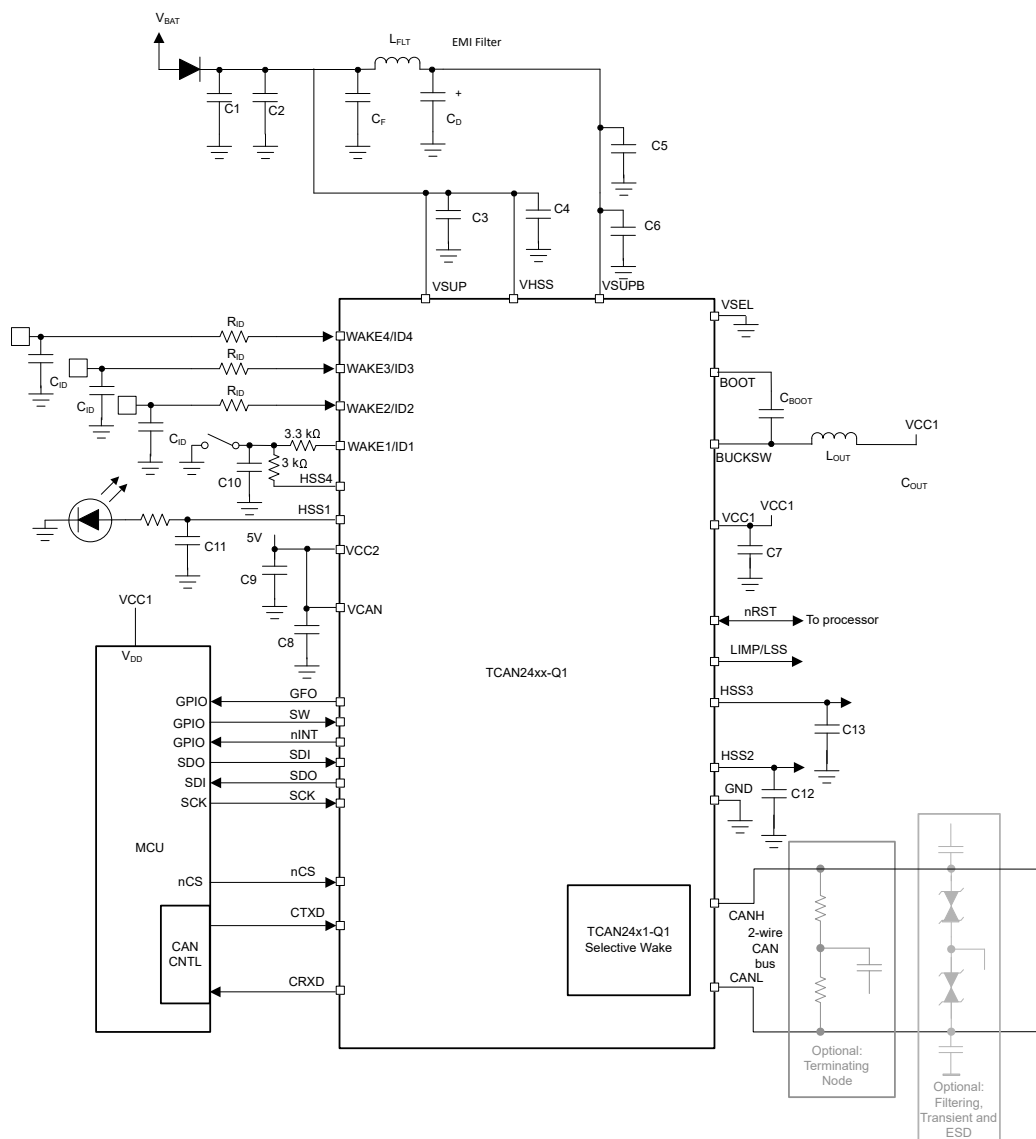 VBAT
LFLT
EMI Filter
C1
C2
CF
+
CD
C5
C3
C4
C6
VSUP
VHSS
VSUPB
VSEL
RID
WAKE4/ID4
CID
RID
WAKE3/ID3
CID
RID
WAKE2/ID2
CID
BOOT
CBOOT
VCC1
3.3 kΩ
WAKE1/ID1
BUCKSW
LOUT
3 kΩ
C10
HSS4
COUT
HSS1
VCC1
VCC1
C11
5V
VCC2
C7
C9
VCC1
VCAN
C8
nRST
To processor
VDD
LIMP/LSS
TCAN24xx-Q1
GPIO
GFO
HSS3
GPIO
SW
GPIO
nINT
C13
SDO
SDI
HSS2
SDI
SDO
GND
C12
SCK
SCK
MCU
nCS
nCS
CAN
CNTL
CTXD
CRXD
TCAN24x1-Q1
Selective Wake
CANH
2-wire
CAN
bus
CANL
Optional:
Terminating
Node
Optional:
Filtering,
Transient and
ESD